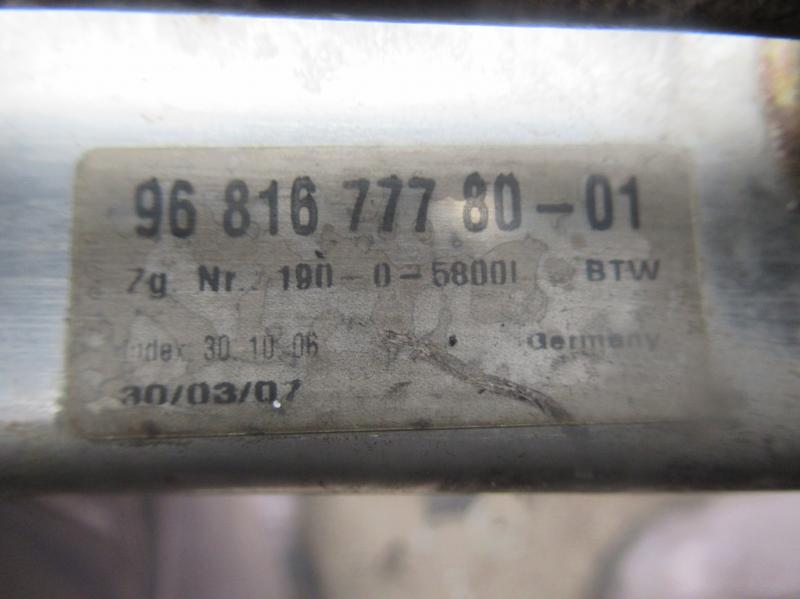 96 816 777 80-01
Zg Nr. 190-0-58001 BTW
Index 30.10.06 Germany
30/03/07